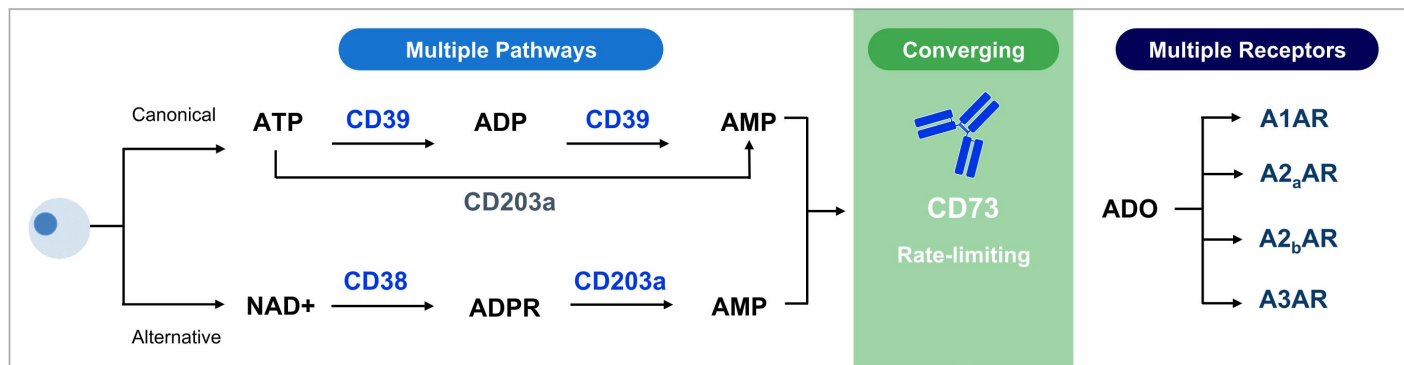 Multiple Pathways
Converging
Multiple Receptors
Canonical
ATP
CD39
ADP
CD39
AMP
CD203a
Alternative
NAD+
CD38
ADPR
CD203a
AMP
CD73
Rate-limiting
ADO
A1AR
A2aAR
A2bAR
A3AR